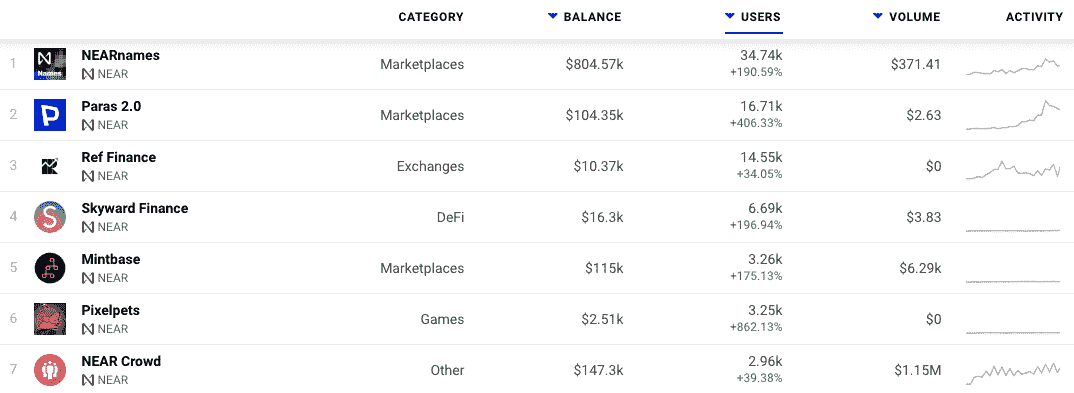 CATEGORY BALANCE USERS VOLUME ACTIVITY
1 NEARnames NEAR Marketplaces $804.57k 34.74k +190.59% $371.41
Names
2 Paras 2.0 NEAR Marketplaces $104.35k 16.71k +406.33% $2.63
3 Ref Finance NEAR Exchanges $10.37k 14.55k +34.05% $0
4 Skyward Finance NEAR DeFi $16.3k 6.69k +196.94% $3.83
5 Mintbase NEAR Marketplaces $115k 3.26k +175.13% $6.29k
6 Pixelpets NEAR Games $2.51k 3.25k +862.13% $0
7 NEAR Crowd NEAR Other $147.3k 2.96k +39.38% $1.15M